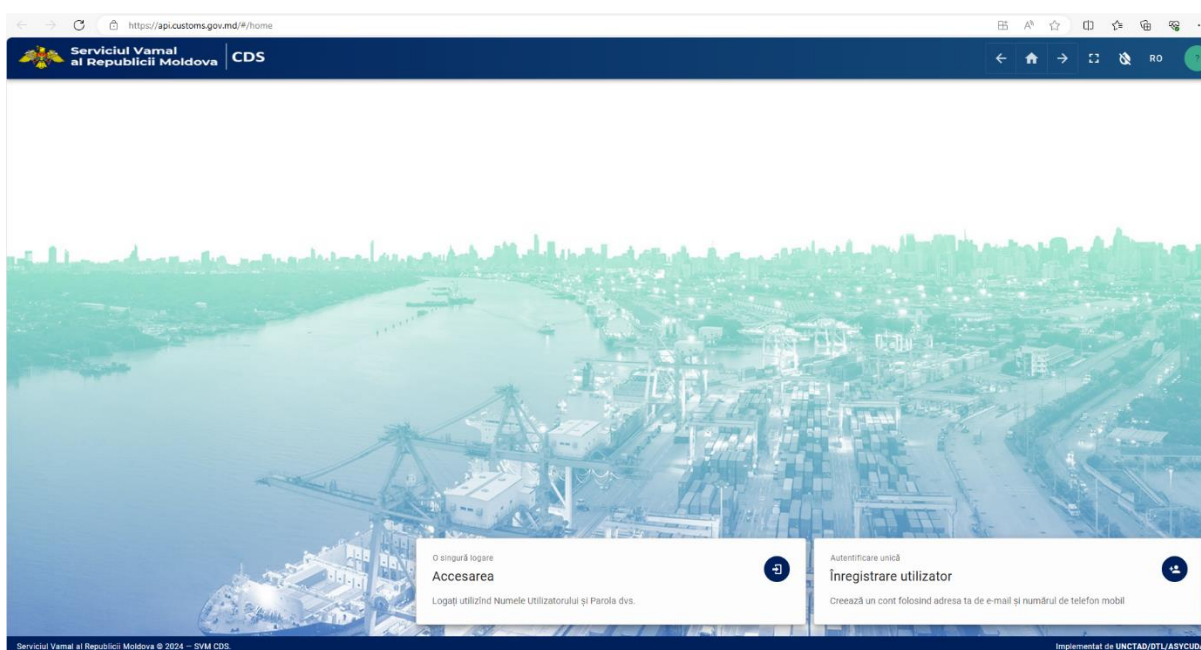 https://api.customs.gov.md/#/home
Serviciul Vamal
al Republicii Moldova
CDS
RO
?
O singură logare
Accesarea
Logați utilizînd Numele Utilizatorului și Parola dvs.
Autentificare unică
Înregistrare utilizator
Creează un cont folosind adresa ta de e-mail și numărul de telefon mobil
Serviciul Vamal al Republicii Moldova © 2024 — SVM CDS.
Implementat de UNCTAD/DTL/ASYCUDA